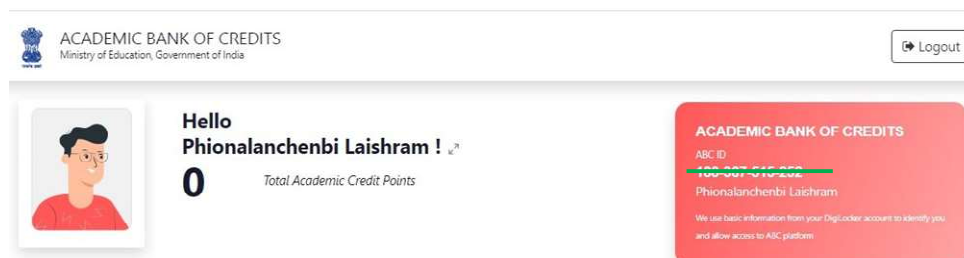 ACADEMIC BANK OF CREDITS
Ministry of Education, Government of India
Logout
Hello
Phionalanchenbi Laishram !
0 Total Academic Credit Points
ACADEMIC BANK OF CREDITS
ABC ID
Phionalanchenbi Laishram
We use basic information from your DigiLocker account to identify you
and allow access to ABC platform